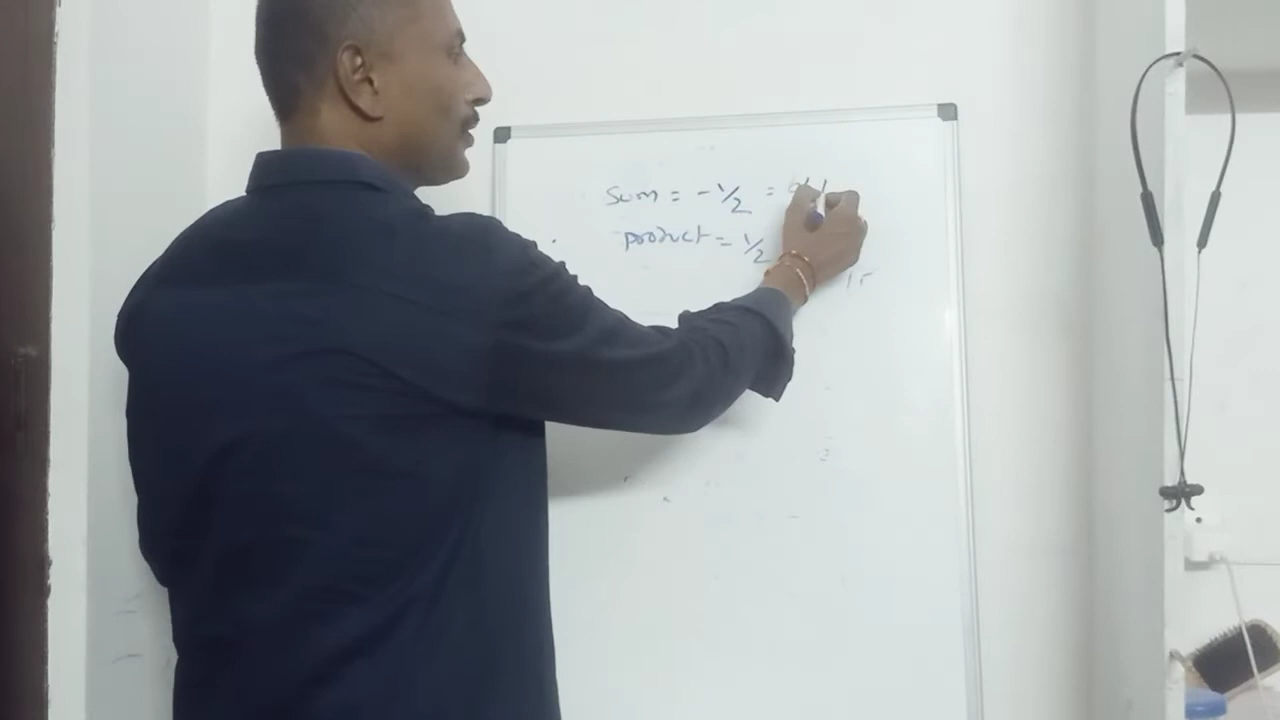 Sum = - 1/2 =
product = 1/2